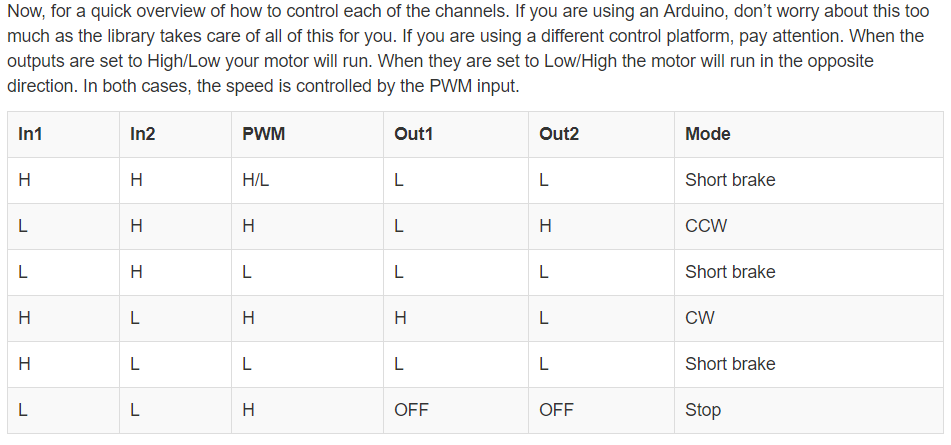 Now, for a quick overview of how to control each of the channels. If you are using an Arduino, don’t worry about this too
much as the library takes care of all of this for you. If you are using a different control platform, pay attention. When the
outputs are set to High/Low your motor will run. When they are set to Low/High the motor will run in the opposite
direction. In both cases, the speed is controlled by the PWM input.
In1 In2 PWM Out1 Out2 Mode
H H H/L L L Short brake
L H H L H CCW
L H L L L Short brake
H L H H L CW
H L L L L Short brake
L L H OFF OFF Stop